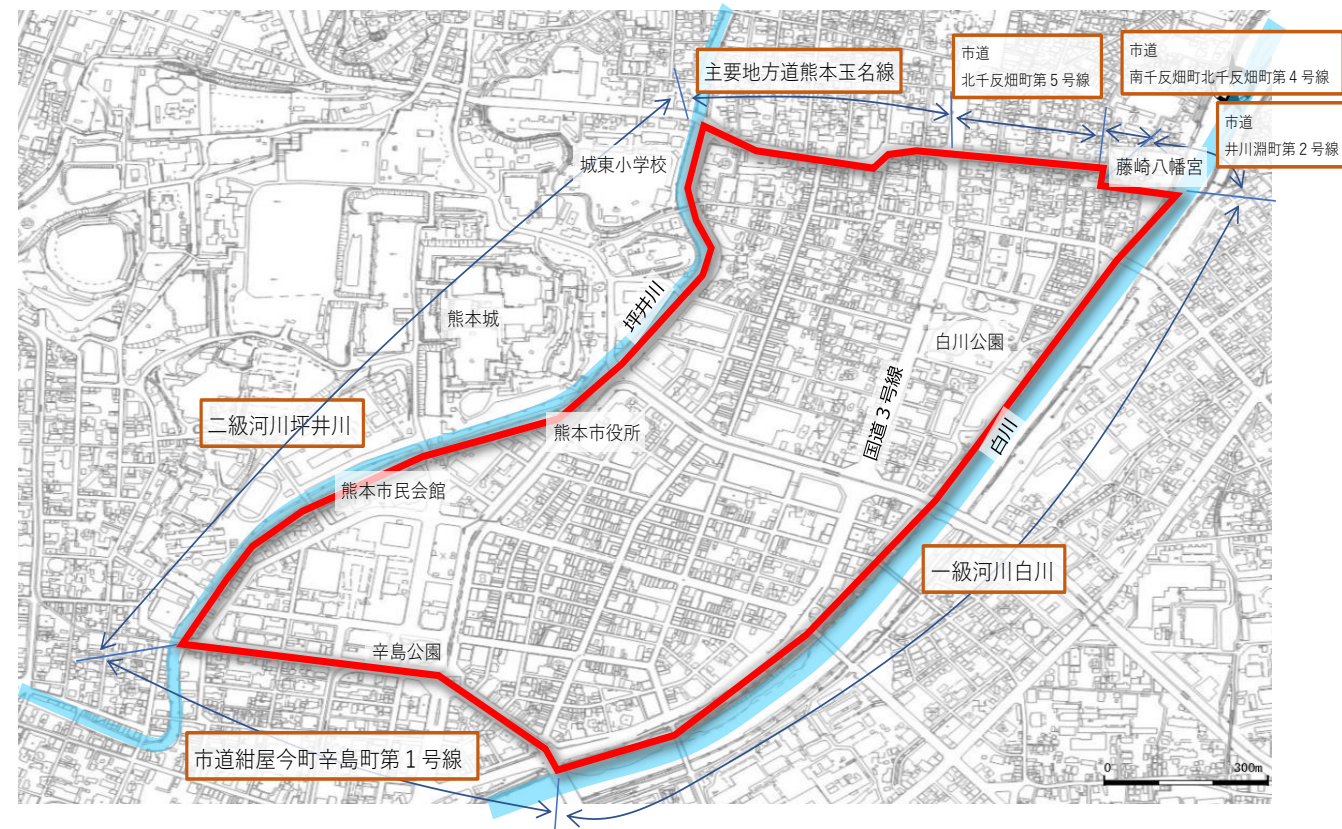 主要地方道熊本玉名線
市道
北千反畑町第５号線
市道
南千反畑町北千反畑町第４号線
市道
井川淵町第２号線
城東小学校
藤崎八幡宮
坪井川
熊本城
白川公園
国道３号線
二級河川坪井川
熊本市役所
白川
熊本市民会館
一級河川白川
辛島公園
市道紺屋今町辛島町第１号線
0
300m